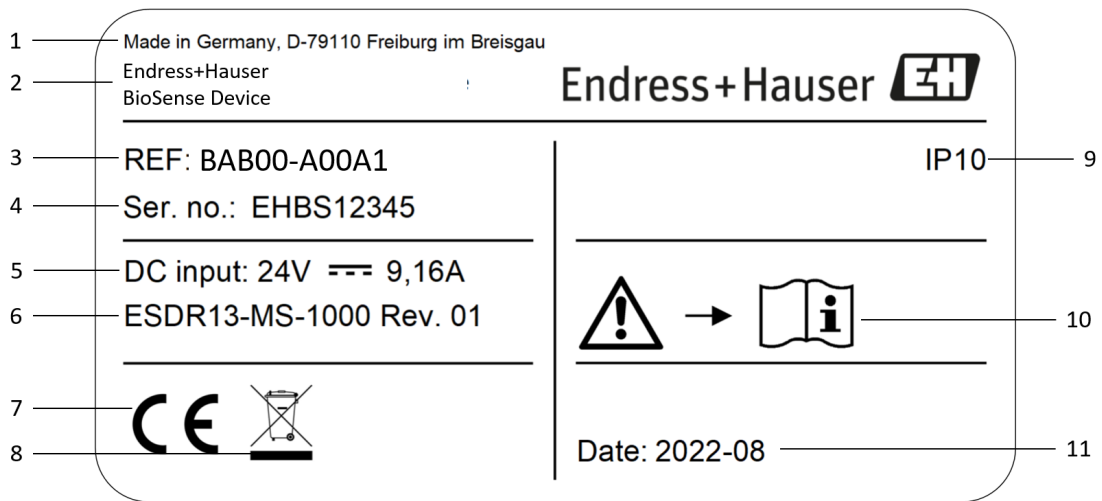 1 Made in Germany, D-79110 Freiburg im Breisgau
2 Endress+Hauser
BioSense Device
Endress+Hauser EH
3 REF: BAB00-A00A1
4 Ser. no.: EHBS12345
IP10 9
5 DC input: 24V 9,16A
6 ESDR13-MS-1000 Rev. 01
i 10
7 CE
8
Date: 2022-08 11